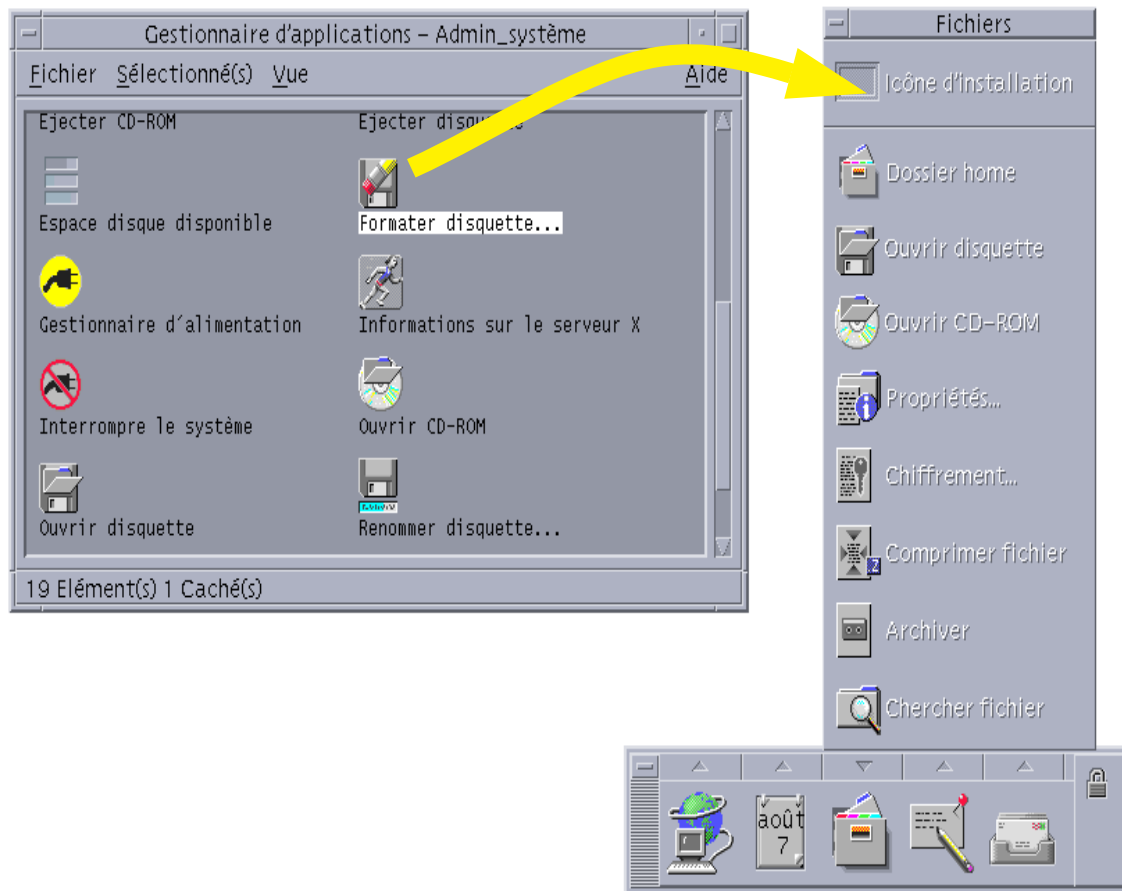 Gestionnaire d'applications – Admin_système
Fichier Sélectionné(s) Vue Aide
Ejecter CD-ROM Ejecter disquette
Espace disque disponible Formater disquette...
Gestionnaire d´alimentation Informations sur le serveur X
Interrompre le système Ouvrir CD-ROM
Ouvrir disquette Renommer disquette...
19 Elément(s) 1 Caché(s)
Fichiers
Icône d'installation
Dossier home
Ouvrir disquette
Ouvrir CD-ROM
Propriétés...
Chiffrement...
.Z
Comprimer fichier
Archiver
Chercher fichier
août
7